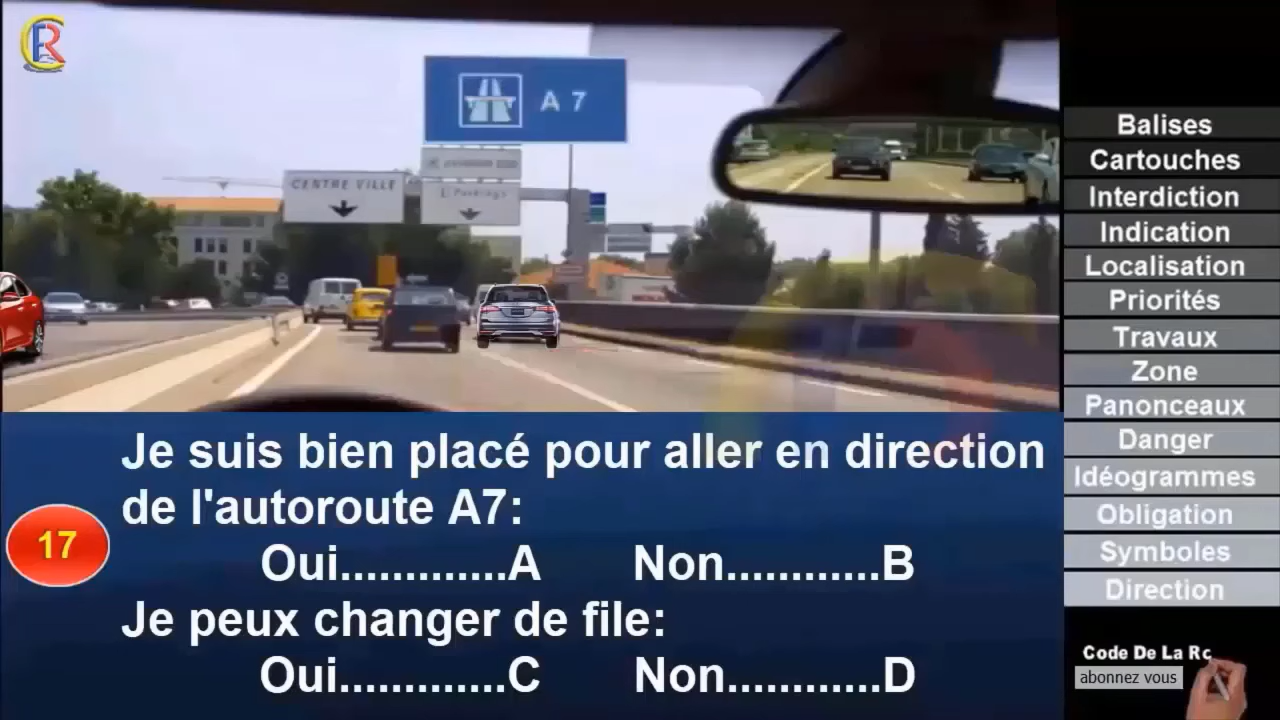 A 7
CENTRE VILLE
P Parkings
Balises
Cartouches
Interdiction
Indication
Localisation
Priorités
Travaux
Zone
Panonceaux
Danger
Idéogrammes
Obligation
Symboles
Direction
Je suis bien placé pour aller en direction
de l'autoroute A7:
17
Oui.............A Non............B
Je peux changer de file:
Oui.............C Non............D
Code De La Rc
abonnez vous